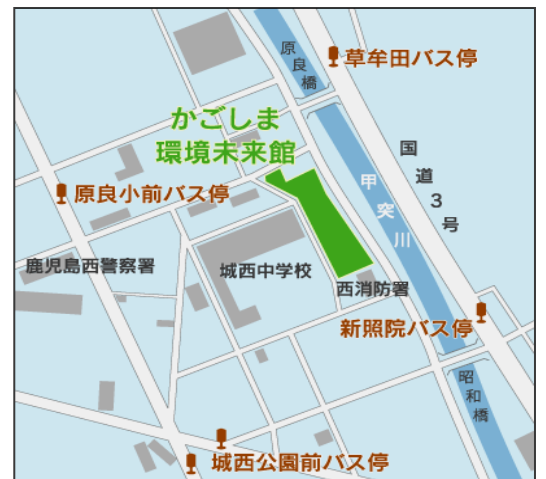 原良橋
草牟田バス停
かごしま
環境未来館
国道3号
甲突川
原良小前バス停
鹿児島西警察署
城西中学校
西消防署
新照院バス停
昭和橋
城西公園前バス停